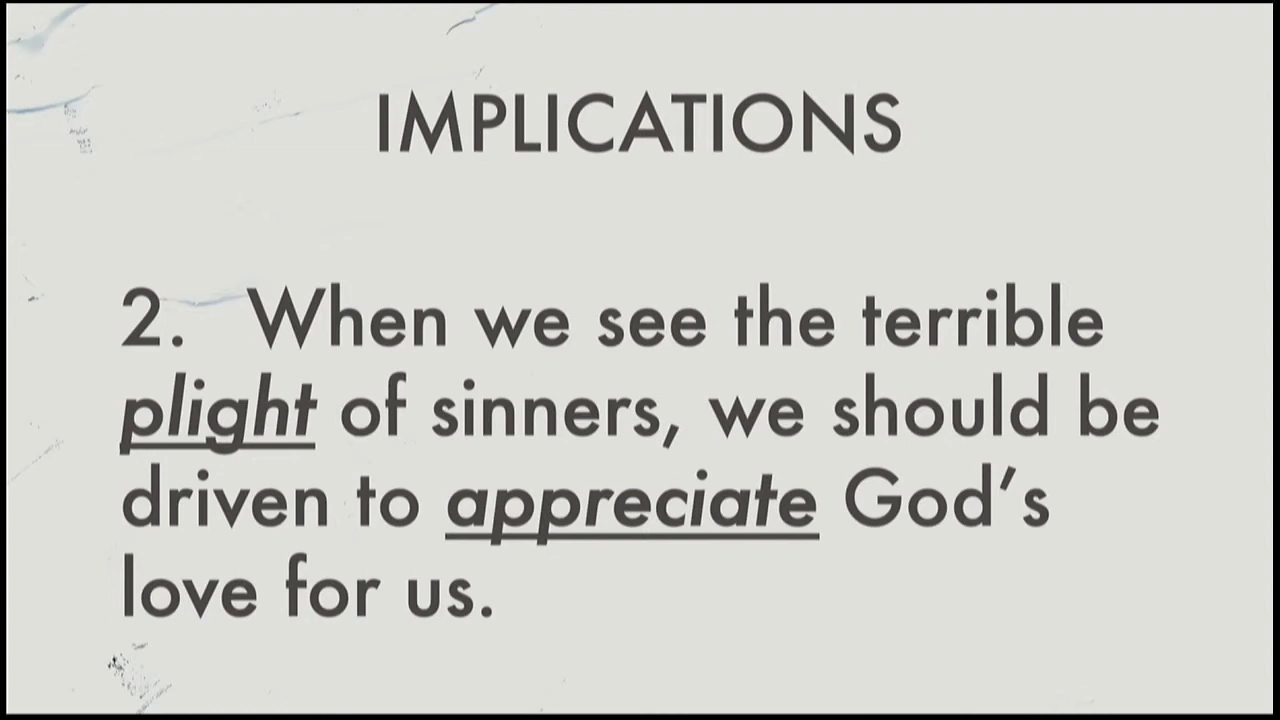 IMPLICATIONS
2. When we see the terrible
plight of sinners, we should be
driven to appreciate God's
love for us.